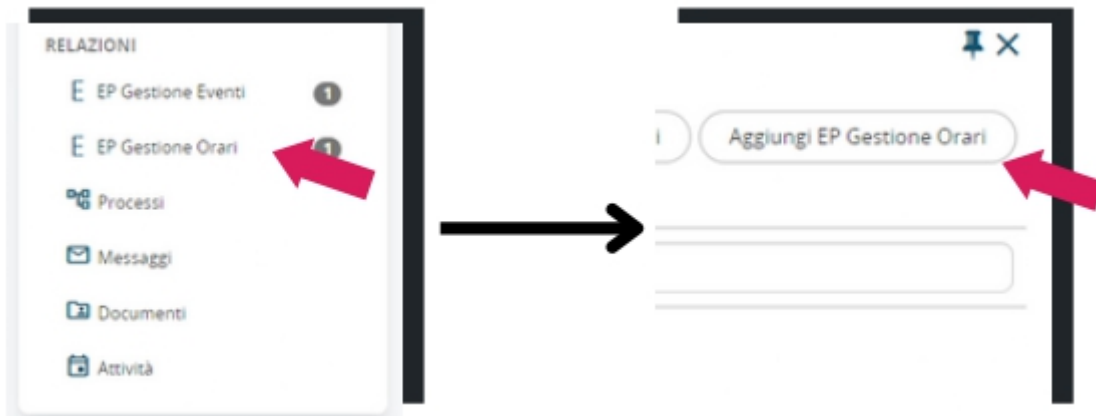 RELAZIONI
EP Gestione Eventi 1
EP Gestione Orari 1
Processi
Messaggi
Documenti
Attività
i
Aggiungi EP Gestione Orari